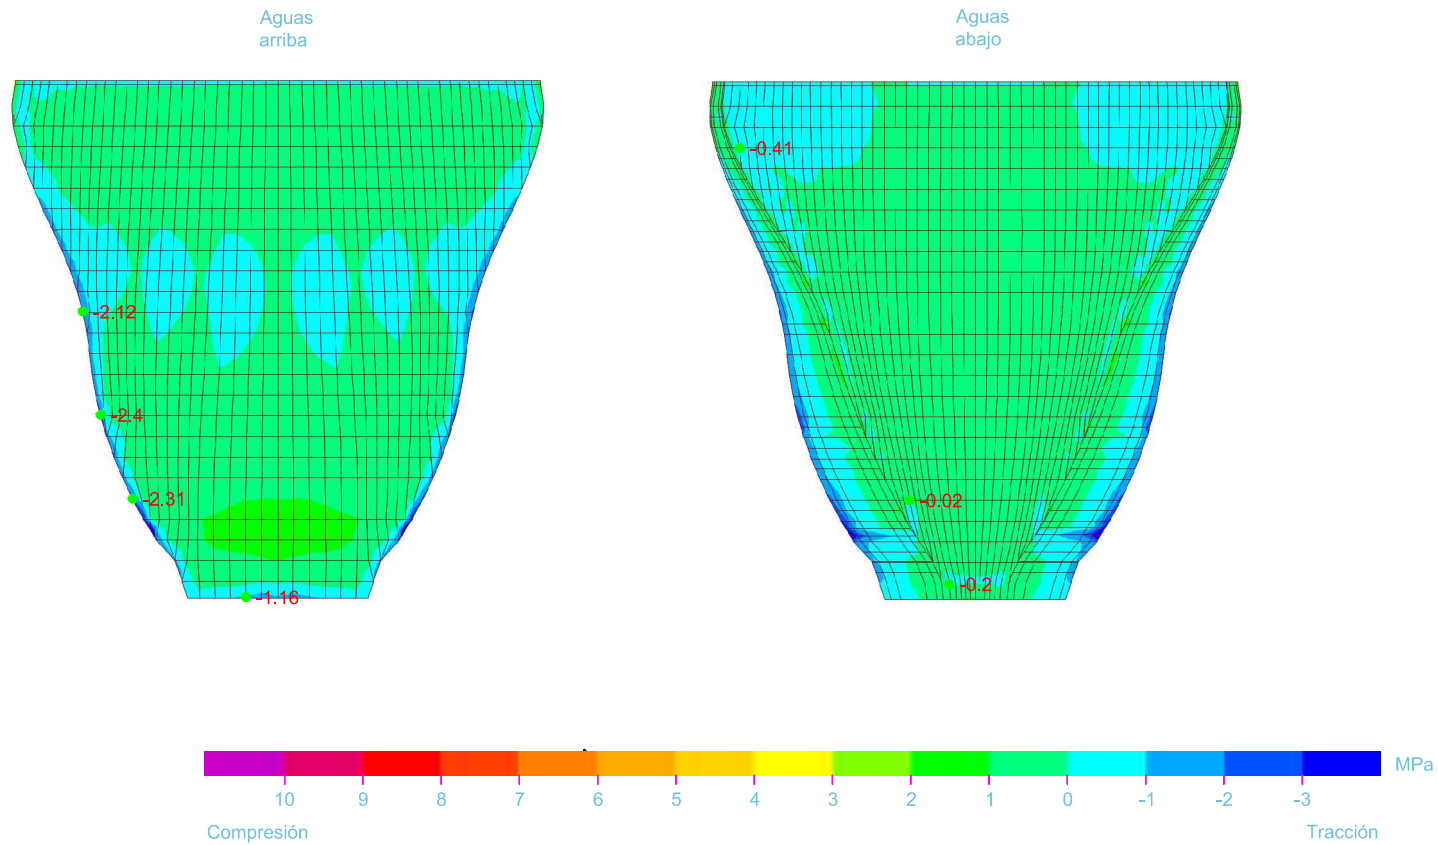 Aguas
arriba
Aguas
abajo
-0.41
-2.12
-2.4
-2.31
-0.02
-0.2
-1.16
MPa
10 9 8 7 6 5 4 3 2 1 0 -1 -2 -3
Compresión
Tracción